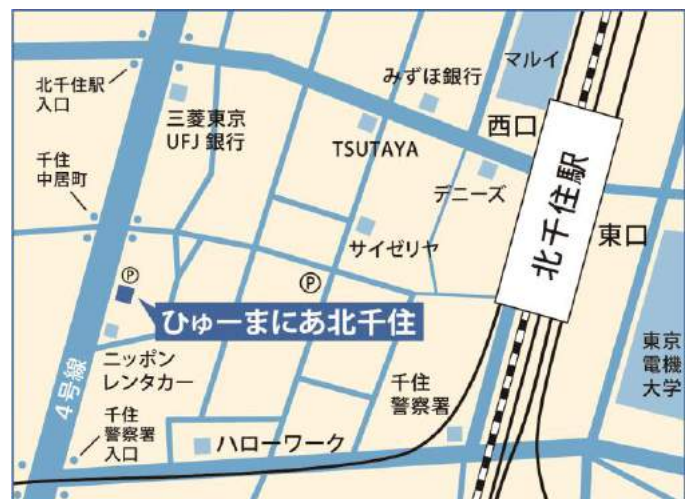 マルイ
みずほ銀行
北千住駅
入口
三菱東京
UFJ 銀行
西口
TSUTAYA
千住
中居町
デニーズ
北千住駅
東口
サイゼリヤ
P
P
ひゅーまにあ北千住
ニッポン
レンタカー
4号線
東京
電機
大学
千住
警察署
千住
警察署
入口
ハローワーク